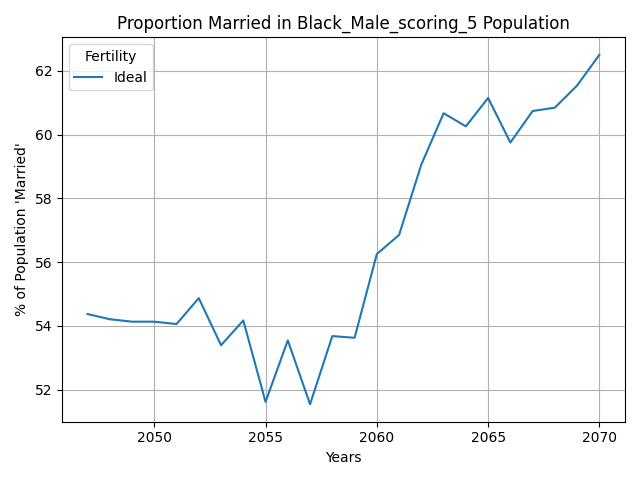 Proportion Married in Black_Male_scoring_5 Population
Fertility
Ideal
% of Population 'Married'
62
60
58
56
54
52
2050
2055
2060
2065
2070
Years